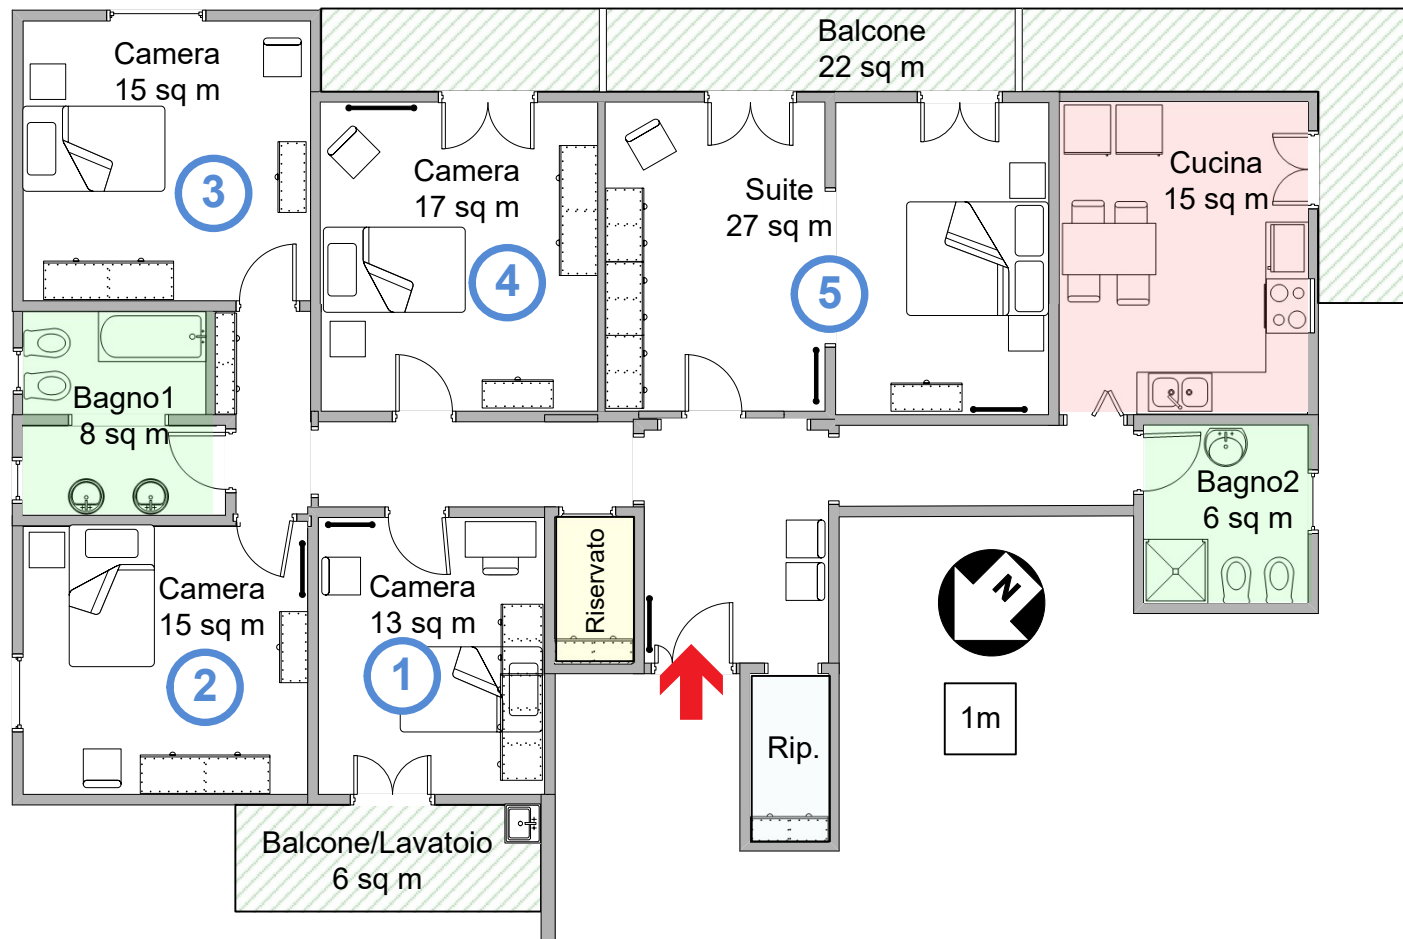 Camera
15 sq m
3
Balcone
22 sq m
Camera
17 sq m
4
Suite
27 sq m
5
Cucina
15 sq m
Bagno1
8 sq m
Bagno2
6 sq m
Camera
15 sq m
2
Camera
13 sq m
1
Riservato
N
1m
Rip.
Balcone/Lavatoio
6 sq m